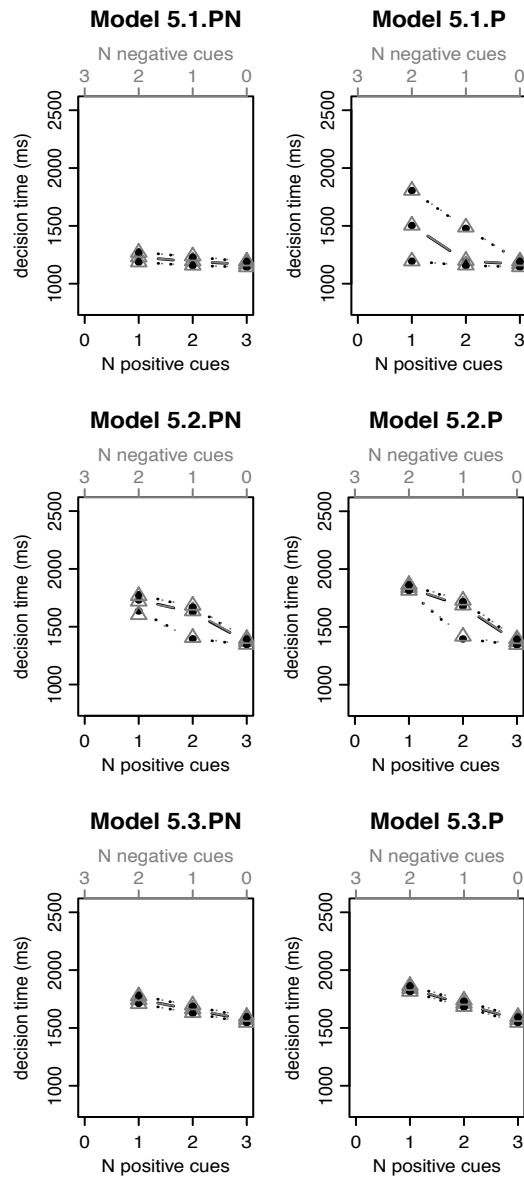 Model 5.1.PN
N negative cues
3 2 1 0
decision time (ms)
2500
2000
1500
1000
0 1 2 3
N positive cues
Model 5.1.P
N negative cues
3 2 1 0
decision time (ms)
2500
2000
1500
1000
0 1 2 3
N positive cues
Model 5.2.PN
N negative cues
3 2 1 0
decision time (ms)
2500
2000
1500
1000
0 1 2 3
N positive cues
Model 5.2.P
N negative cues
3 2 1 0
decision time (ms)
2500
2000
1500
1000
0 1 2 3
N positive cues
Model 5.3.PN
N negative cues
3 2 1 0
decision time (ms)
2500
2000
1500
1000
0 1 2 3
N positive cues
Model 5.3.P
N negative cues
3 2 1 0
decision time (ms)
2500
2000
1500
1000
0 1 2 3
N positive cues